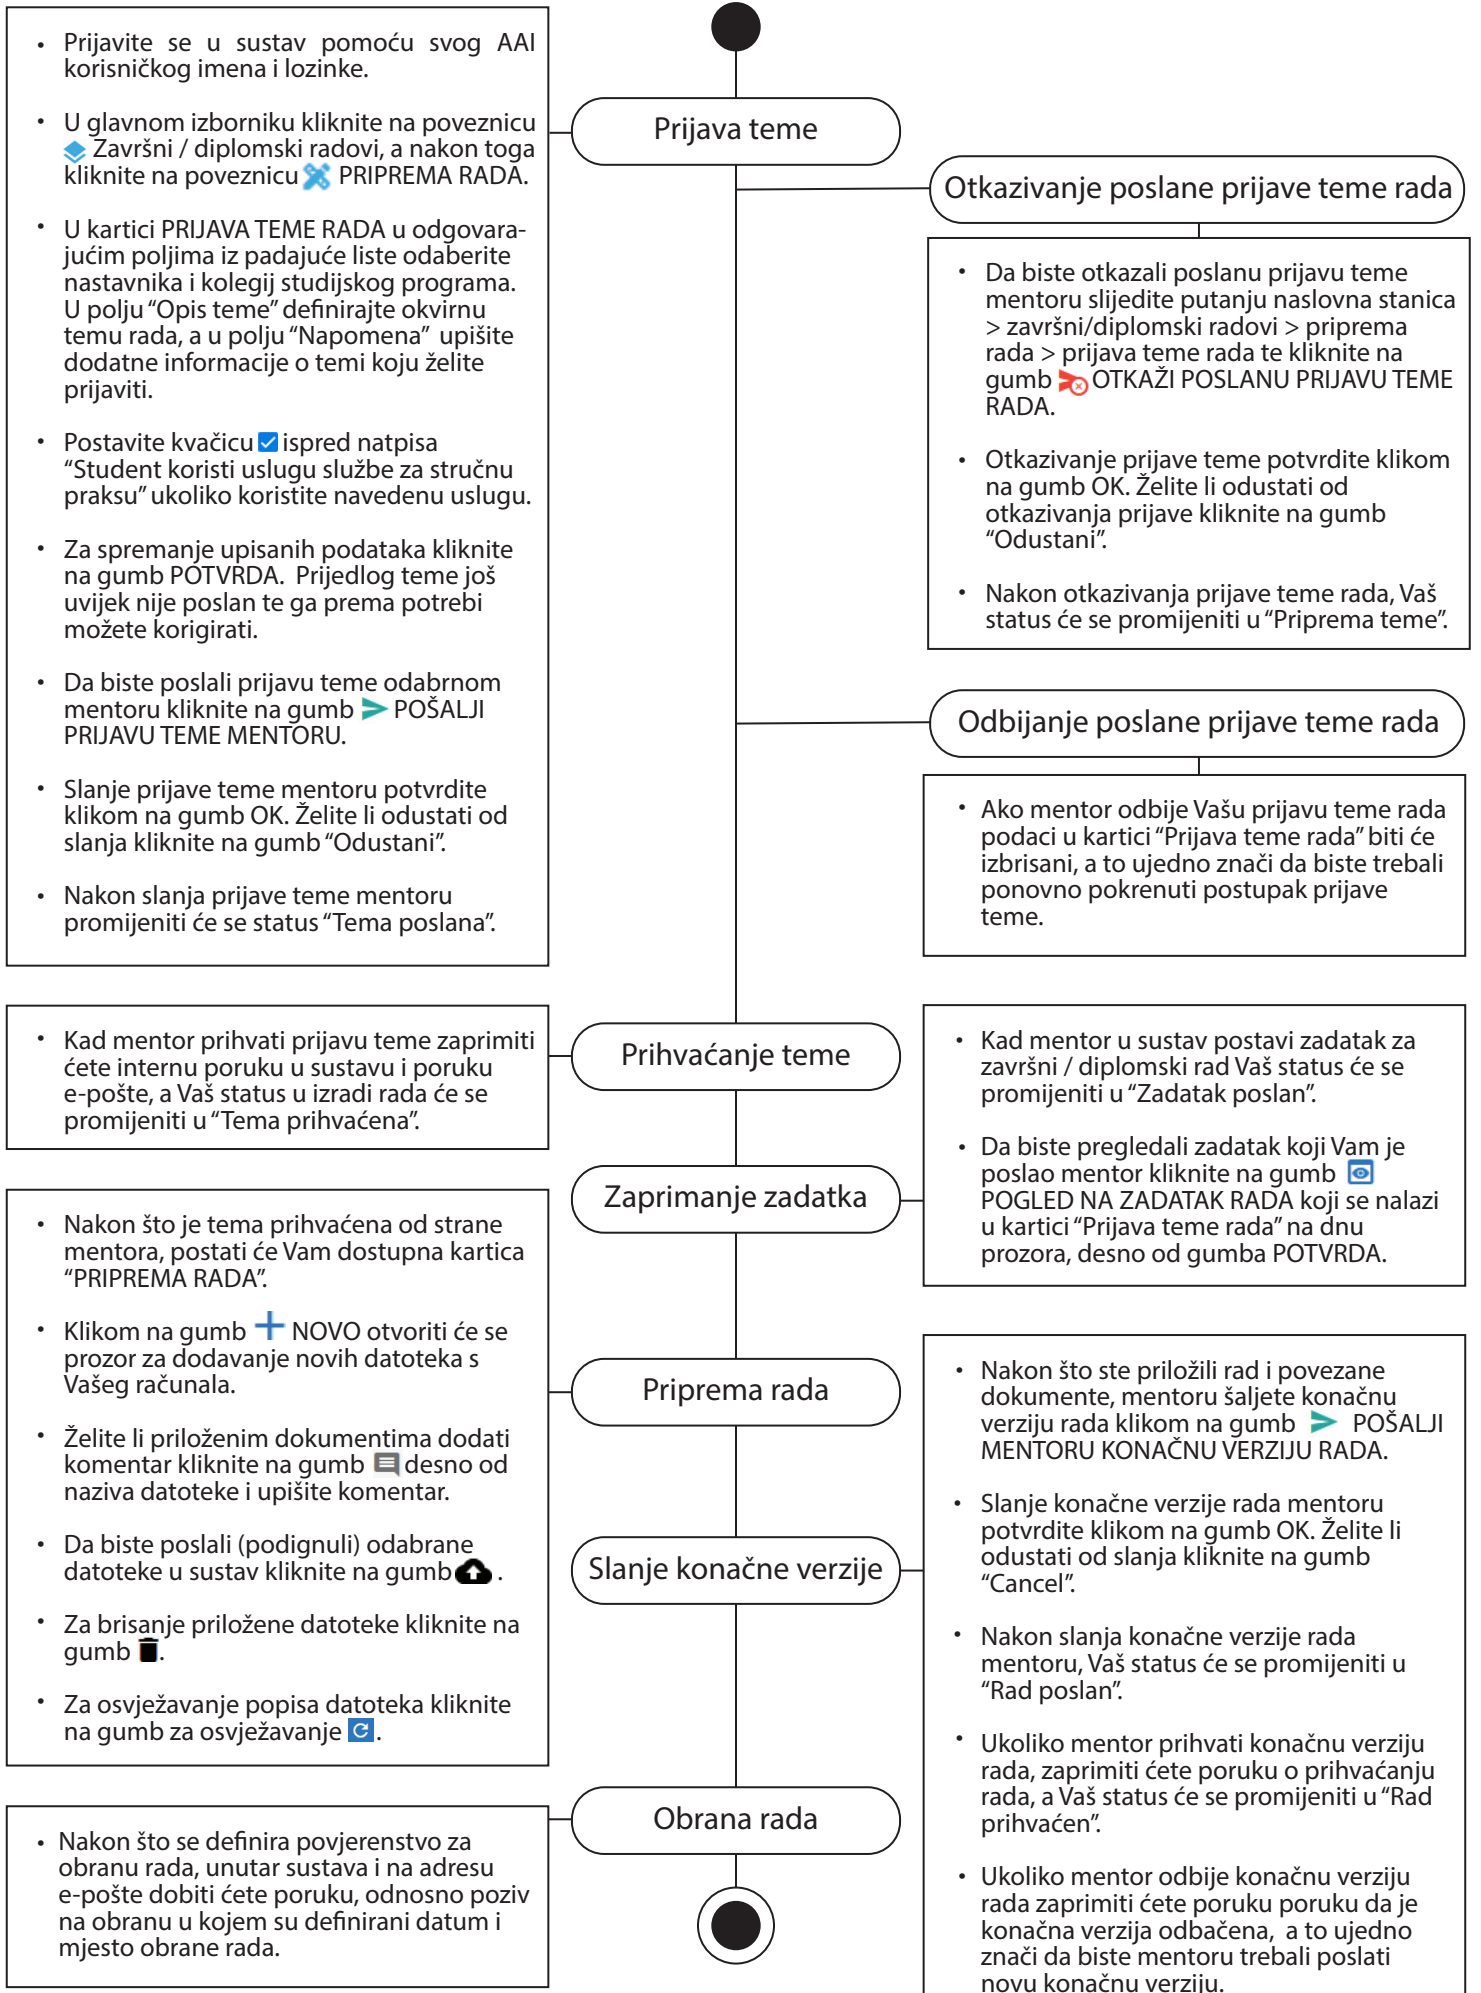 • Prijavite se u sustav pomoću svog AAI
korisničkog imena i lozinke.
• U glavnom izborniku kliknite na poveznicu
Završni / diplomski radovi, a nakon toga
kliknite na poveznicu PRIPREMA RADA.
• U kartici PRIJAVA TEME RADA u odgovara-
jućim poljima iz padajuće liste odaberite
nastavnika i kolegij studijskog programa.
U polju “Opis teme” definirajte okvirnu
temu rada, a u polju “Napomena” upišite
dodatne informacije o temi koju želite
prijaviti.
• Postavite kvačicu ispred natpisa
“Student koristi uslugu službe za stručnu
praksu” ukoliko koristite navedenu uslugu.
• Za spremanje upisanih podataka kliknite
na gumb POTVRDA. Prijedlog teme još
uvijek nije poslan te ga prema potrebi
možete korigirati.
• Da biste poslali prijavu teme odabrnom
mentoru kliknite na gumb POŠALJI
PRIJAVU TEME MENTORU.
• Slanje prijave teme mentoru potvrdite
klikom na gumb OK. Želite li odustati od
slanja kliknite na gumb “Odustani”.
• Nakon slanja prijave teme mentoru
promijeniti će se status “Tema poslana”.
Prijava teme
Otkazivanje poslane prijave teme rada
• Da biste otkazali poslanu prijavu teme
mentoru slijedite putanju naslovna stanica
> završni/diplomski radovi > priprema
rada > prijava teme rada te kliknite na
gumb OTKAŽI POSLANU PRIJAVU TEME
RADA.
• Otkazivanje prijave teme potvrdite klikom
na gumb OK. Želite li odustati od
otkazivanja prijave kliknite na gumb
“Odustani”.
• Nakon otkazivanja prijave teme rada, Vaš
status će se promijeniti u “Priprema teme”.
Odbijanje poslane prijave teme rada
• Ako mentor odbije Vašu prijavu teme rada
podaci u kartici “Prijava teme rada” biti će
izbrisani, a to ujedno znači da biste trebali
ponovno pokrenuti postupak prijave
teme.
• Kad mentor prihvati prijavu teme zaprimiti
ćete internu poruku u sustavu i poruku
e-pošte, a Vaš status u izradi rada će se
promijeniti u “Tema prihvaćena”.
Prihvaćanje teme
Zaprimanje zadatka
• Kad mentor u sustav postavi zadatak za
završni / diplomski rad Vaš status će se
promijeniti u “Zadatak poslan”.
• Da biste pregledali zadatak koji Vam je
poslao mentor kliknite na gumb
POGLED NA ZADATAK RADA koji se nalazi
u kartici “Prijava teme rada” na dnu
prozora, desno od gumba POTVRDA.
• Nakon što je tema prihvaćena od strane
mentora, postati će Vam dostupna kartica
“PRIPREMA RADA”.
• Klikom na gumb NOVO otvoriti će se
prozor za dodavanje novih datoteka s
Vašeg računala.
• Želite li priloženim dokumentima dodati
komentar kliknite na gumb desno od
naziva datoteke i upišite komentar.
• Da biste poslali (podignuli) odabrane
datoteke u sustav kliknite na gumb .
• Za brisanje priložene datoteke kliknite na
gumb .
• Za osvježavanje popisa datoteka kliknite
na gumb za osvježavanje .
Priprema rada
Slanje konačne verzije
• Nakon što ste priložili rad i povezane
dokumente, mentoru šaljete konačnu
verziju rada klikom na gumb POŠALJI
MENTORU KONAČNU VERZIJU RADA.
• Slanje konačne verzije rada mentoru
potvrdite klikom na gumb OK. Želite li
odustati od slanja kliknite na gumb
“Cancel”.
• Nakon slanja konačne verzije rada
mentoru, Vaš status će se promijeniti u
“Rad poslan”.
• Ukoliko mentor prihvati konačnu verziju
rada, zaprimiti ćete poruku o prihvaćanju
rada, a Vaš status će se promijeniti u “Rad
prihvaćen”.
• Ukoliko mentor odbije konačnu verziju
rada zaprimiti ćete poruku poruku da je
konačna verzija odbačena, a to ujedno
znači da biste mentoru trebali poslati
novu konačnu verziju.
Obrana rada
• Nakon što se definira povjerenstvo za
obranu rada, unutar sustava i na adresu
e-pošte dobiti ćete poruku, odnosno poziv
na obranu u kojem su definirani datum i
mjesto obrane rada.